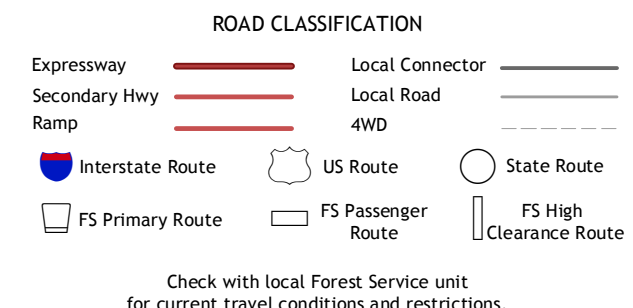 ROAD CLASSIFICATION
Expressway
Local Connector
Secondary Hwy
Local Road
Ramp
4WD
Interstate Route
US Route
State Route
FS Primary Route
FS Passenger
Route
FS High
Clearance Route
Check with local Forest Service unit
for current travel conditions and restrictions.